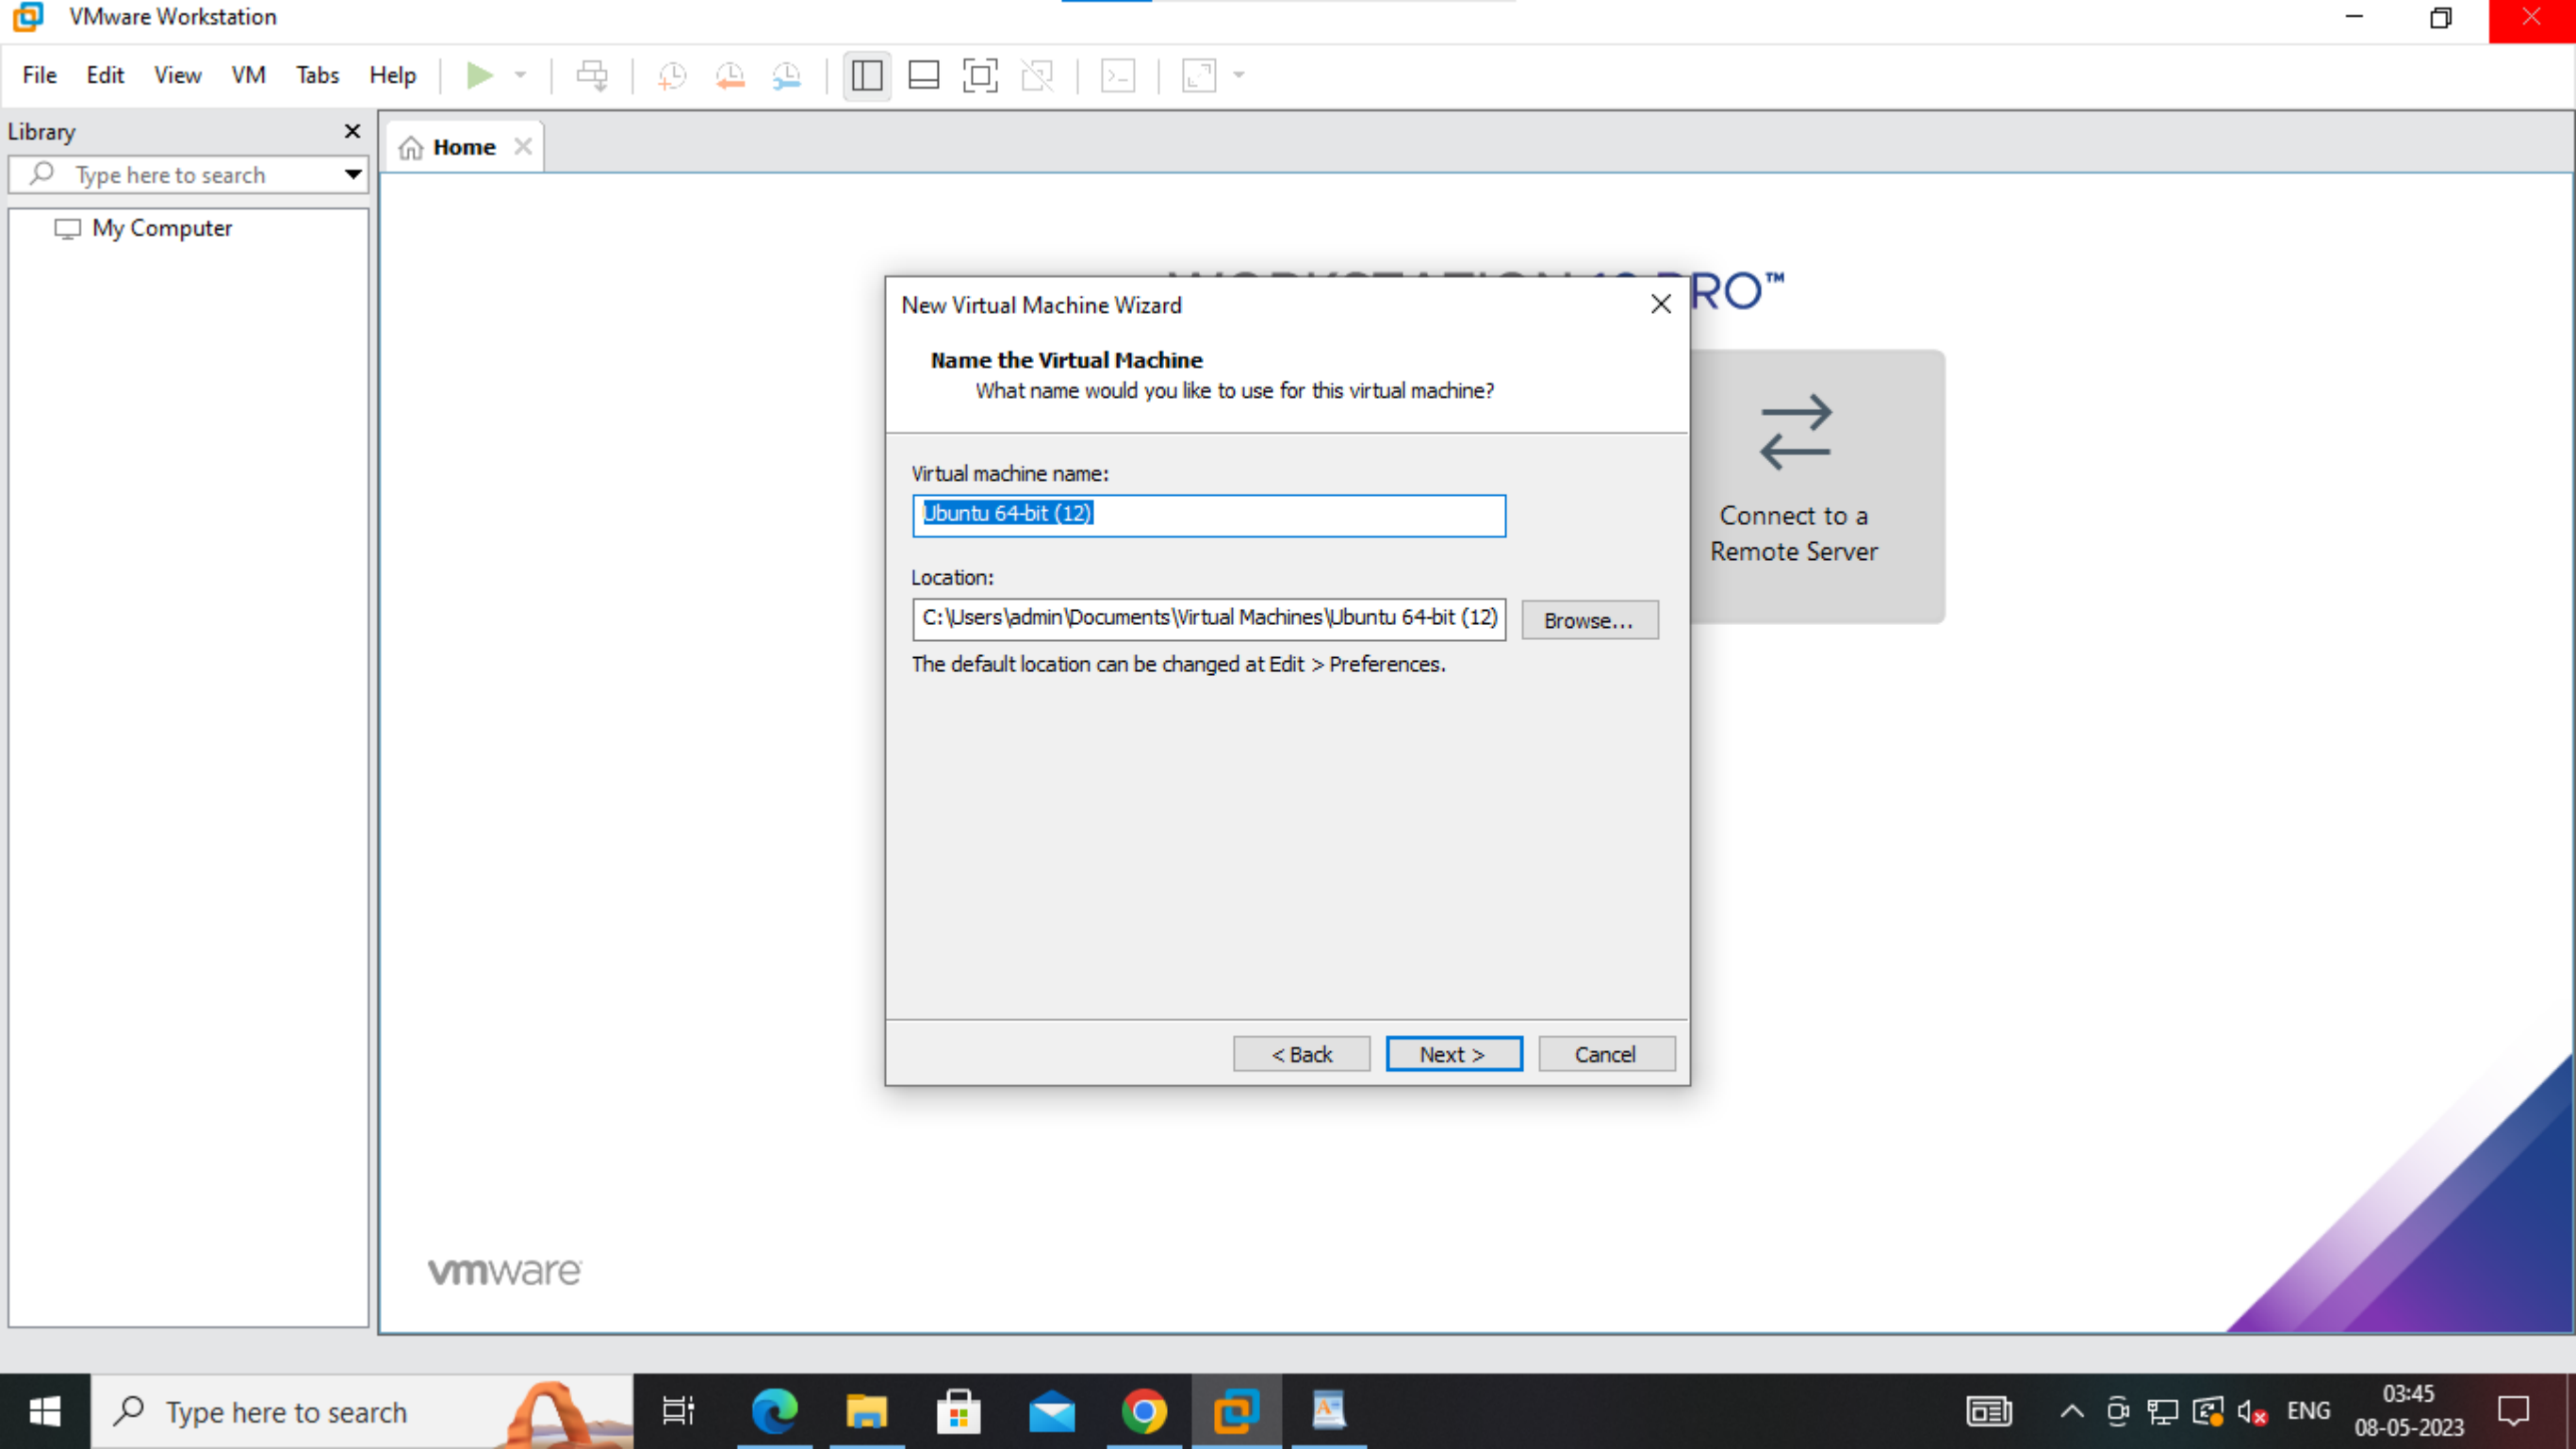 VMware Workstation
File Edit View VM Tabs Help
Library
Type here to search
My Computer
Home
WORKSTATION PRO™
New Virtual Machine Wizard
Name the Virtual Machine
What name would you like to use for this virtual machine?
Virtual machine name:
Ubuntu 64-bit (12)
Location:
C:\Users\admin\Documents\Virtual Machines\Ubuntu 64-bit (12)
Browse...
The default location can be changed at Edit > Preferences.
< Back
Next >
Cancel
Connect to a
Remote Server
vmware
Type here to search
ENG
03:45
08-05-2023